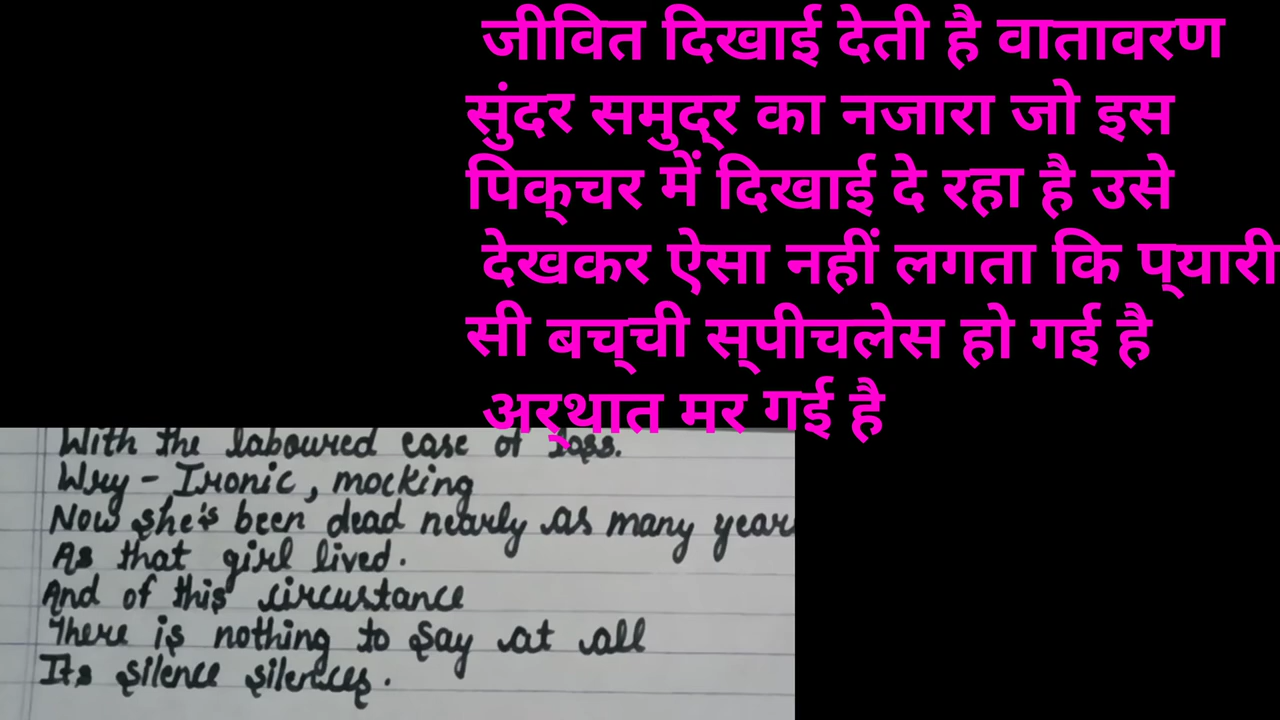 जीवित दिखाई देती है वातावरण
सुंदर समुद्र का नजारा जो इस
पिक्चर में दिखाई दे रहा है उसे
देखकर ऐसा नहीं लगता कि प्यारी
सी बच्ची स्पीचलेस हो गई है
अर्थात मर गई है
With the laboured ease of loss.
Wry - Ironic, mocking
Now she's been dead nearly as many years
As that girl lived.
And of this circustance
There is nothing to say at all
Its silence silences.